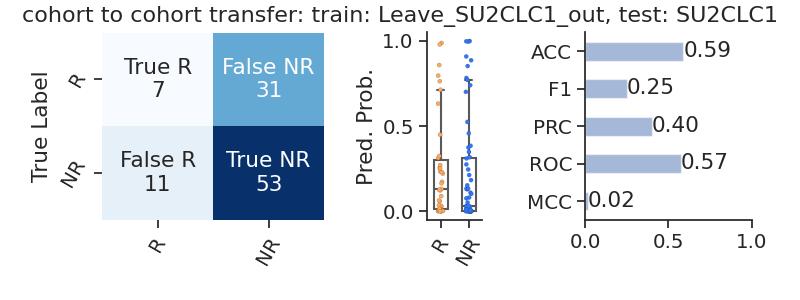 cohort to cohort transfer: train: Leave_SU2CLC1_out, test: SU2CLC1
True Label
R
NR
True R
7
False NR
31
False R
11
True NR
53
R
NR
Pred. Prob.
1.0
0.5
0.0
R
NR
ACC
0.59
F1
0.25
PRC
0.40
ROC
0.57
MCC
0.02
0.0
0.5
1.0